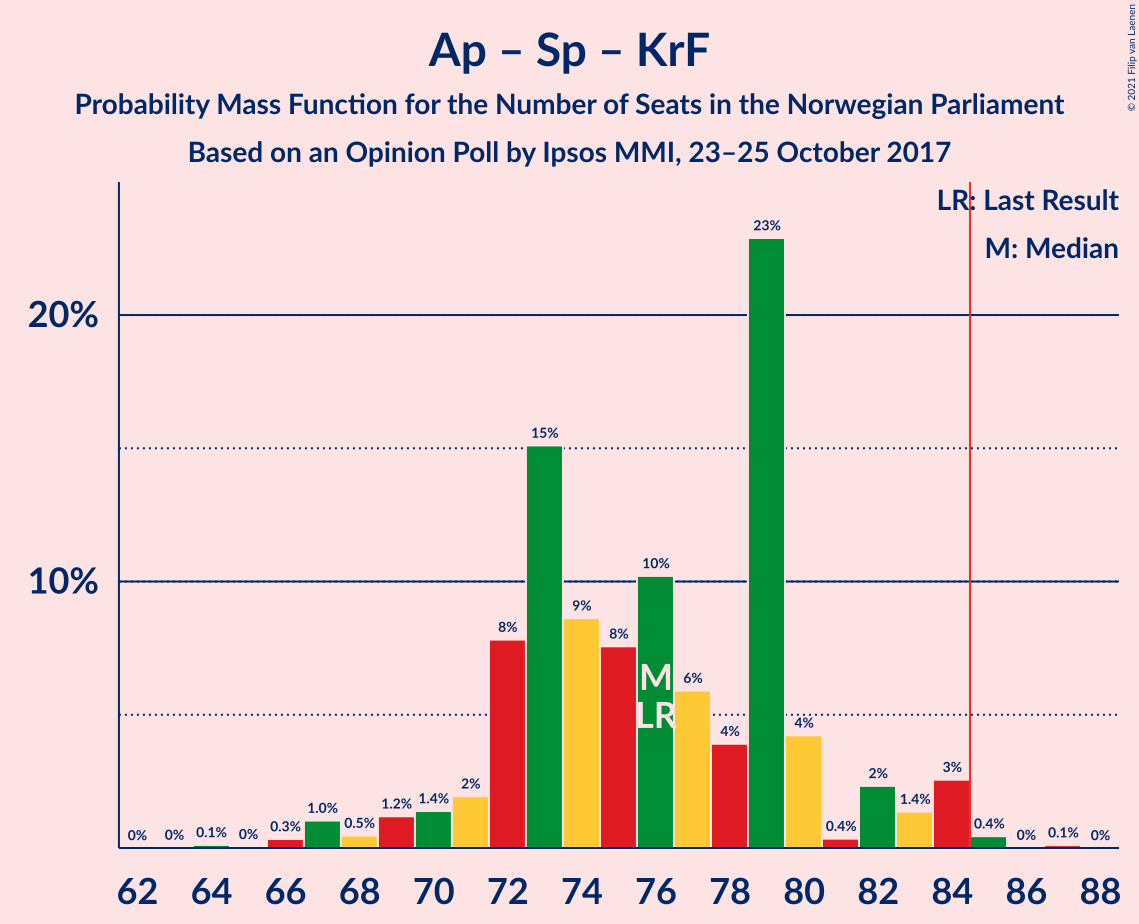 Ap – Sp – KrF
Probability Mass Function for the Number of Seats in the Norwegian Parliament
Based on an Opinion Poll by Ipsos MMI, 23–25 October 2017
© 2021 Filip van Laenen
LR: Last Result
M: Median
20%
10%
0% 0% 0.1% 0% 0.3% 1.0% 0.5% 1.2% 1.4% 2% 8% 15% 9% 8% 10% 6% 4% 23% 4% 0.4% 2% 1.4% 3% 0.4% 0% 0.1% 0%
M
LR
62 64 66 68 70 72 74 76 78 80 82 84 86 88